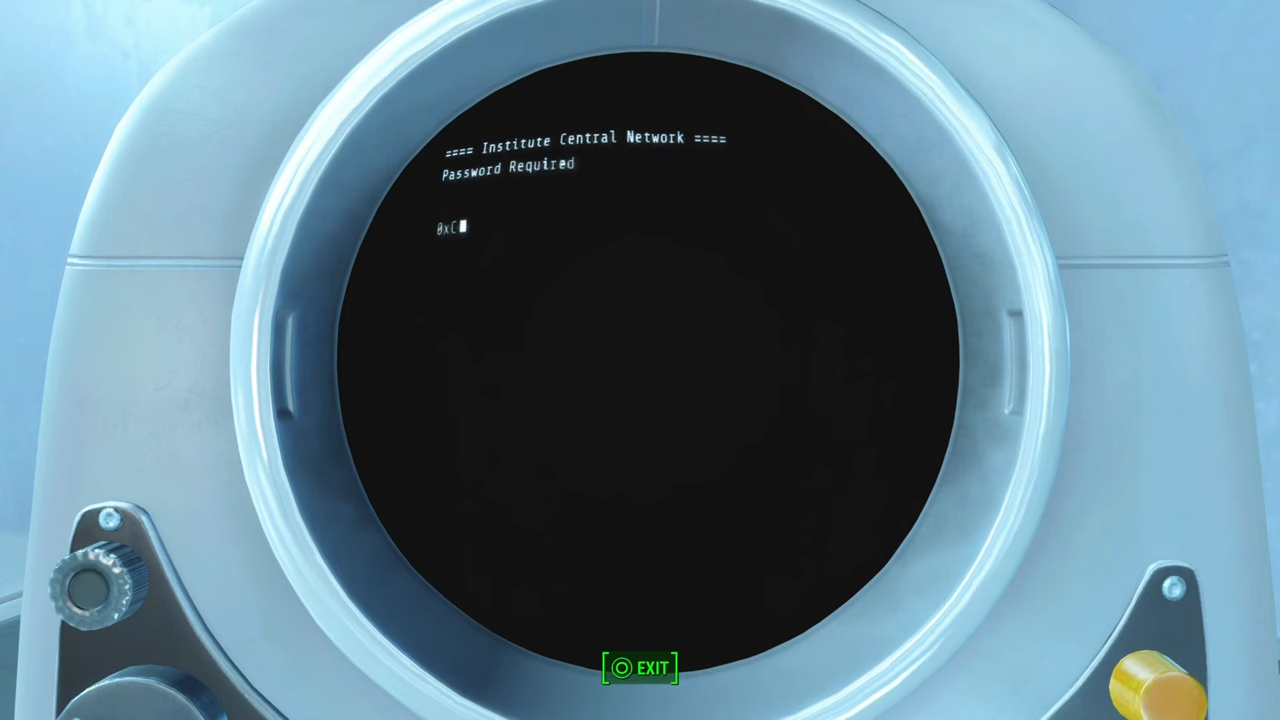 ==== Institute Central Network ====
Password Required
0xC
EXIT